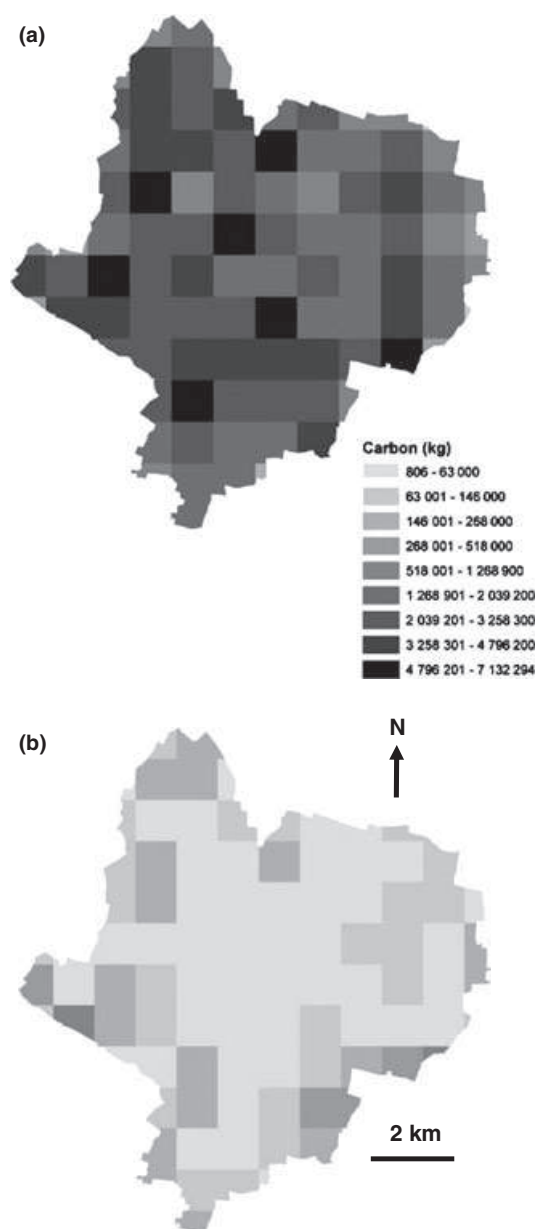 (a)
Carbon (kg)
806 - 63 000
63 001 - 146 000
146 001 - 268 000
268 001 - 518 000
518 001 - 1 268 900
1 268 901 - 2 039 200
2 039 201 - 3 258 300
3 258 301 - 4 796 200
4 796 201 - 7 132 294
(b)
N
2 km